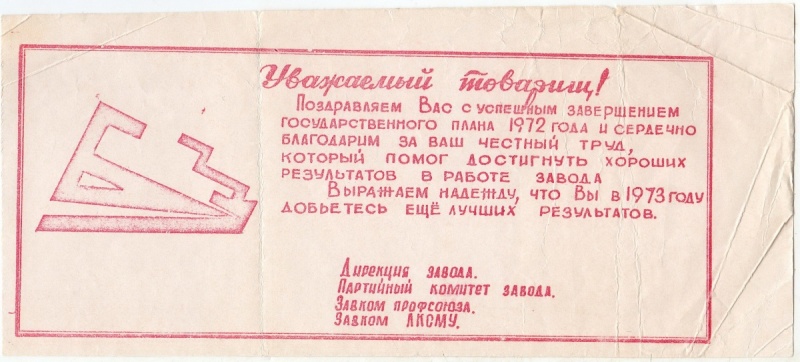 Уважаемый товарищ!
Поздравляем Вас с успешным завершением
государственного плана 1972 года и сердечно
благодарим за ваш честный труд,
который помог достигнуть хороших
результатов в работе завода
Выражаем надежду, что Вы в 1973 году
добьетесь ещё лучших результатов.
Дирекция завода.
Партийный комитет завода.
Завком профсоюза.
Завком ЛКСМУ.